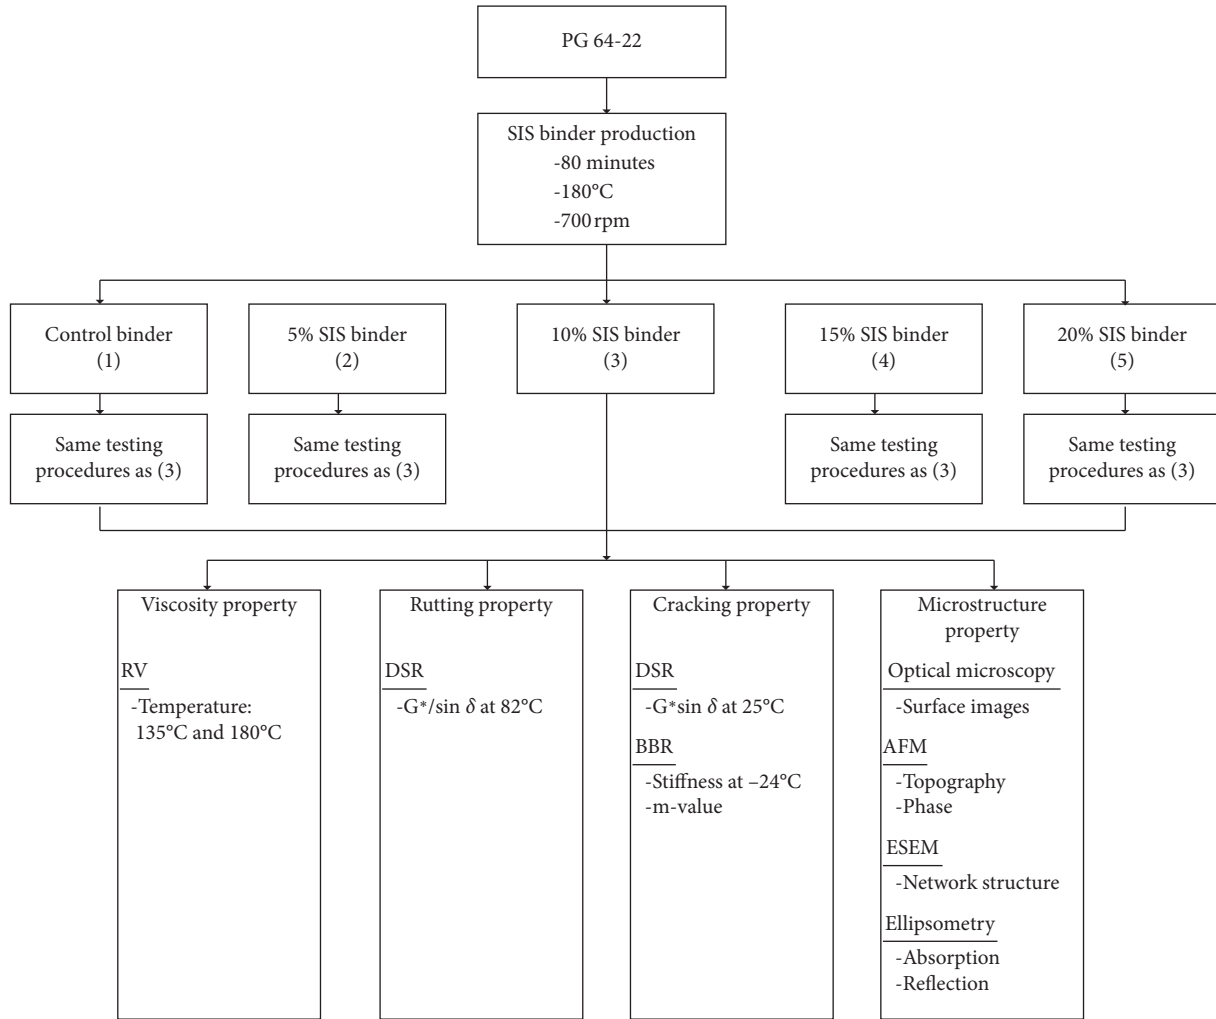 PG 64-22
SIS binder production
-80 minutes
-180°C
-700 rpm
Control binder
(1)
5% SIS binder
(2)
10% SIS binder
(3)
15% SIS binder
(4)
20% SIS binder
(5)
Same testing
procedures as (3)
Same testing
procedures as (3)
Same testing
procedures as (3)
Same testing
procedures as (3)
Viscosity property
RV
-Temperature:
135°C and 180°C
Rutting property
DSR
-G*/sin δ at 82°C
Cracking property
DSR
-G*sin δ at 25°C
BBR
-Stiffness at –24°C
-m-value
Microstructure
property
Optical microscopy
-Surface images
AFM
-Topography
-Phase
ESEM
-Network structure
Ellipsometry
-Absorption
-Reflection